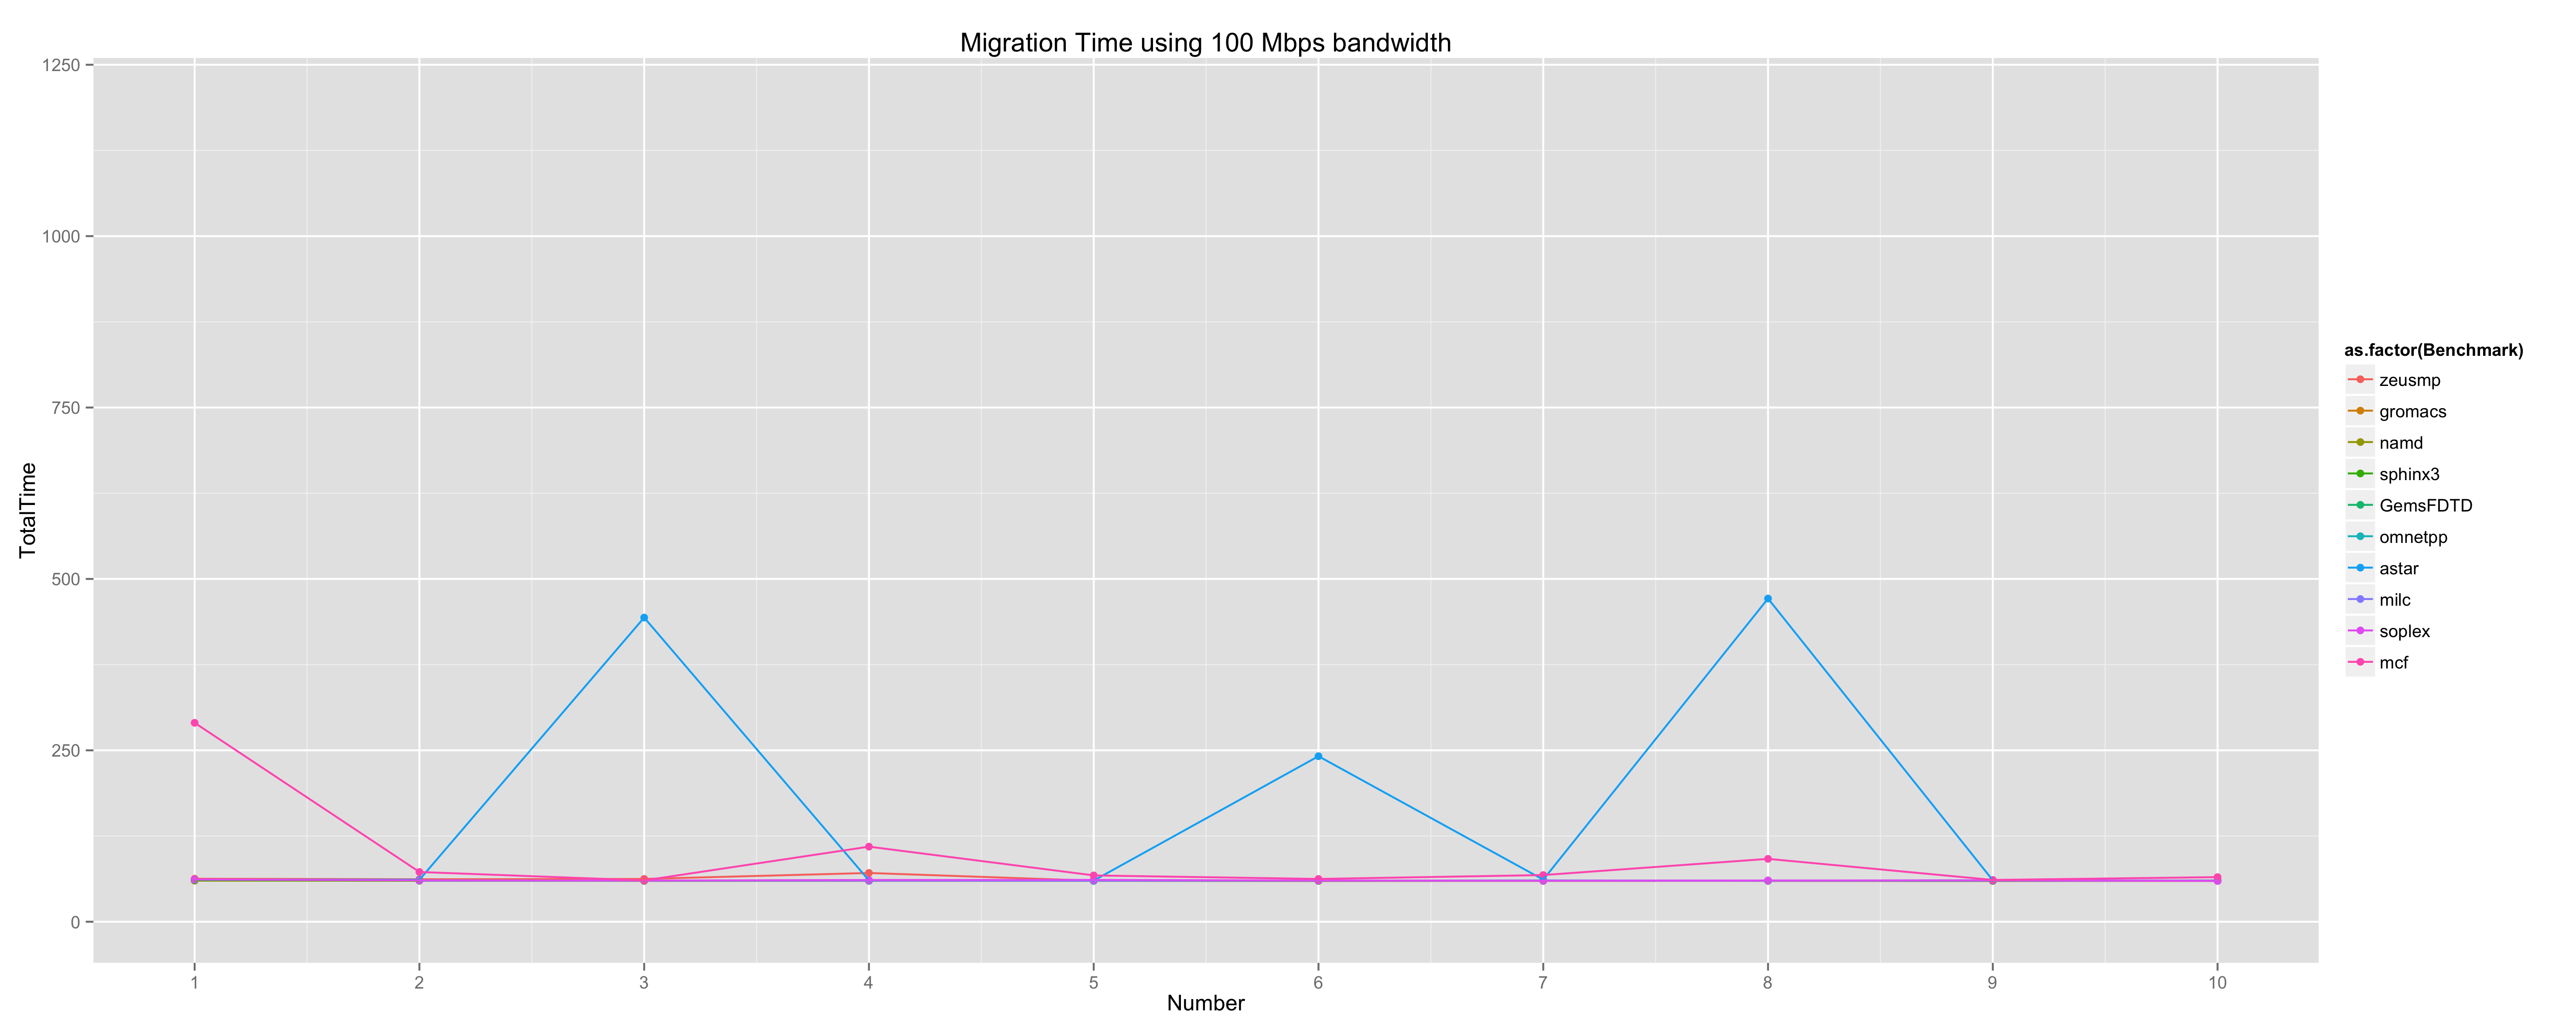 Migration Time using 100 Mbps bandwidth
1250
1000
750
500
250
0
TotalTime
1 2 3 4 5 6 7 8 9 10
Number
as.factor(Benchmark)
zeusmp
gromacs
namd
sphinx3
GemsFDTD
omnetpp
astar
milc
soplex
mcf